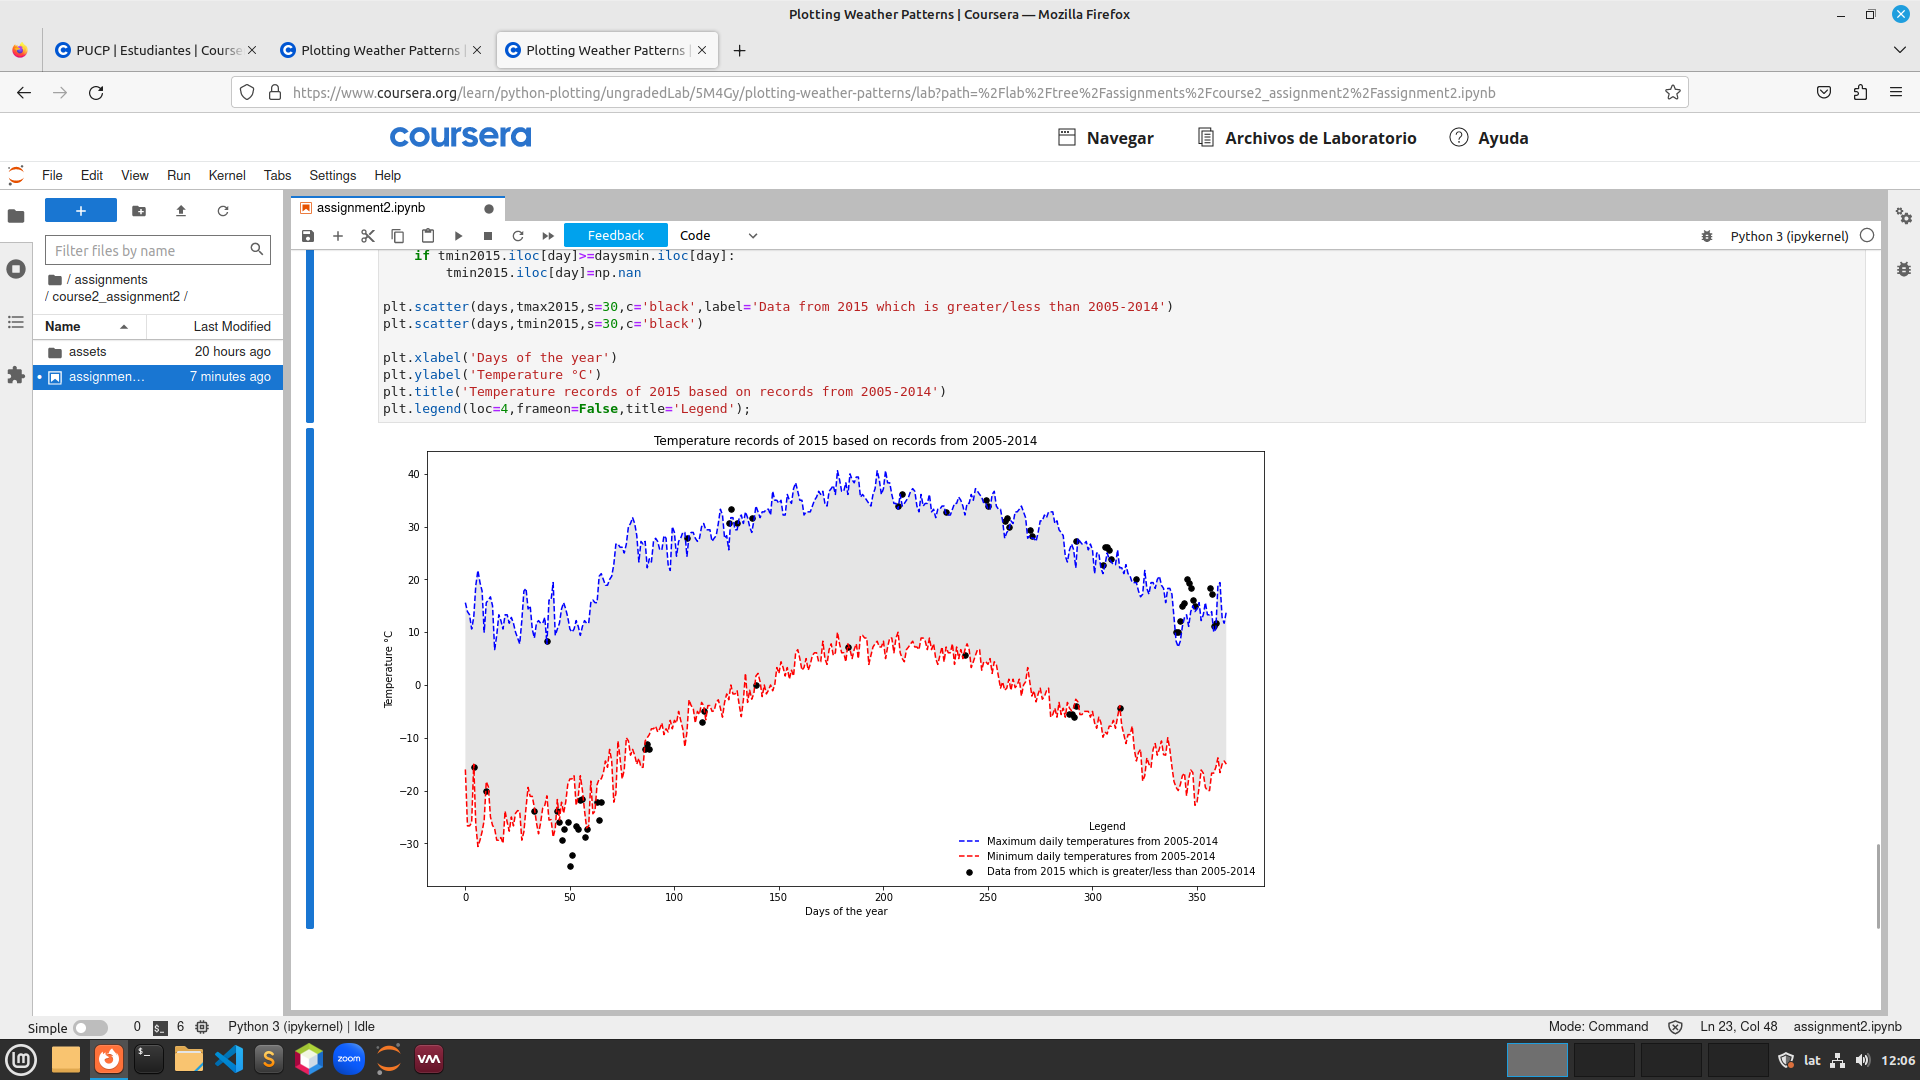 Plotting Weather Patterns | Coursera — Mozilla Firefox
PUCP | Estudiantes | Course
Plotting Weather Patterns |
Plotting Weather Patterns |
https://www.coursera.org/learn/python-plotting/ungradedLab/5M4Gy/plotting-weather-patterns/lab?path=%2Flab%2Ftree%2Fassignments%2Fcourse2_assignment2%2Fassignment2.ipynb
coursera
Navegar
Archivos de Laboratorio
Ayuda
File Edit View Run Kernel Tabs Settings Help
+
Filter files by name
/ assignments
/ course2_assignment2 /
Name Last Modified
assets 20 hours ago
assignmen… 7 minutes ago
assignment2.ipynb
Feedback
Code
Python 3 (ipykernel)
if tmin2015.iloc[day]>=daysmin.iloc[day]:
tmin2015.iloc[day]=np.nan
plt.scatter(days,tmax2015,s=30,c='black',label='Data from 2015 which is greater/less than 2005-2014')
plt.scatter(days,tmin2015,s=30,c='black')
plt.xlabel('Days of the year')
plt.ylabel('Temperature °C')
plt.title('Temperature records of 2015 based on records from 2005-2014')
plt.legend(loc=4,frameon=False,title='Legend');
Temperature records of 2015 based on records from 2005-2014
40
30
20
10
0
−10
−20
−30
Temperature °C
Legend
Maximum daily temperatures from 2005-2014
Minimum daily temperatures from 2005-2014
Data from 2015 which is greater/less than 2005-2014
0 50 100 150 200 250 300 350
Days of the year
Simple 0 $_ 6 Python 3 (ipykernel) | Idle
Mode: Command Ln 23, Col 48 assignment2.ipynb
lm
$_
S
zoom
VM
lat
12:06